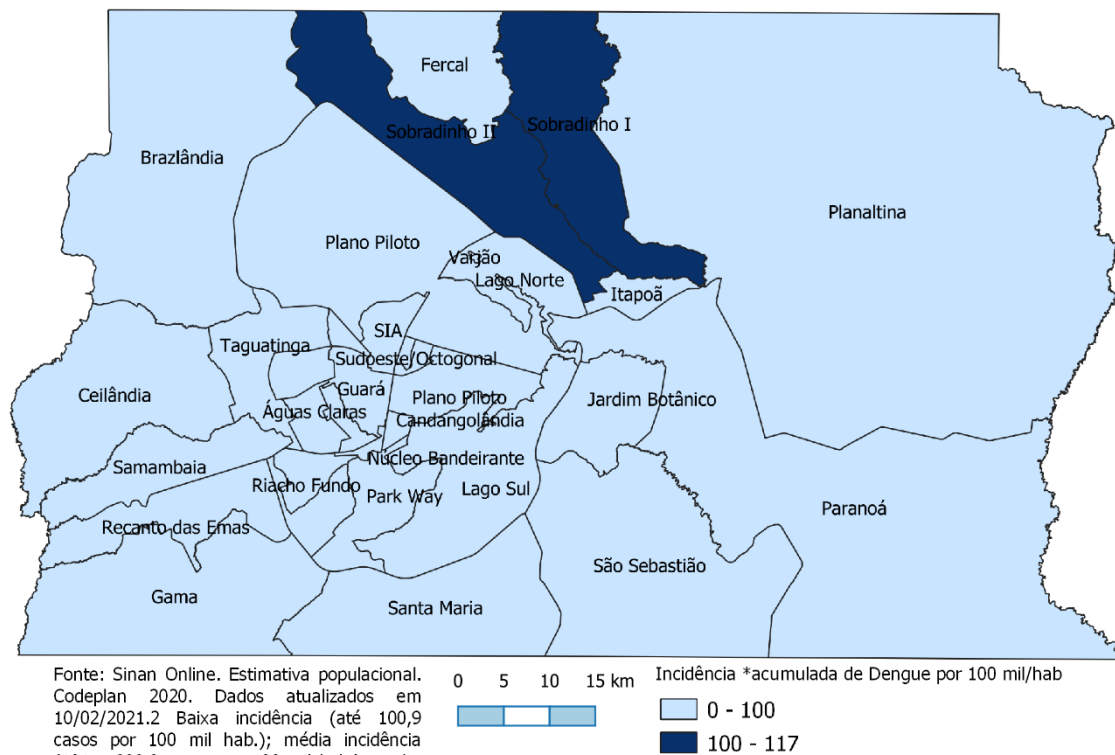 Fercal
Sobradinho II
Sobradinho I
Brazlândia
Planaltina
Plano Piloto
Varjão
Lago Norte
Itapoã
SIA
Taguatinga
Sudoeste/Octogonal
Ceilândia
Guará
Plano Piloto
Jardim Botânico
Águas Claras
Candangolândia
Samambaia
Núcleo Bandeirante
Riacho Fundo
Park Way
Lago Sul
Paranoá
Recanto das Emas
São Sebastião
Gama
Santa Maria
Fonte: Sinan Online. Estimativa populacional.
Codeplan 2020. Dados atualizados em
10/02/2021.2 Baixa incidência (até 100,9
casos por 100 mil hab.); média incidência
0 5 10 15 km
Incidência *acumulada de Dengue por 100 mil/hab
0 - 100
100 - 117